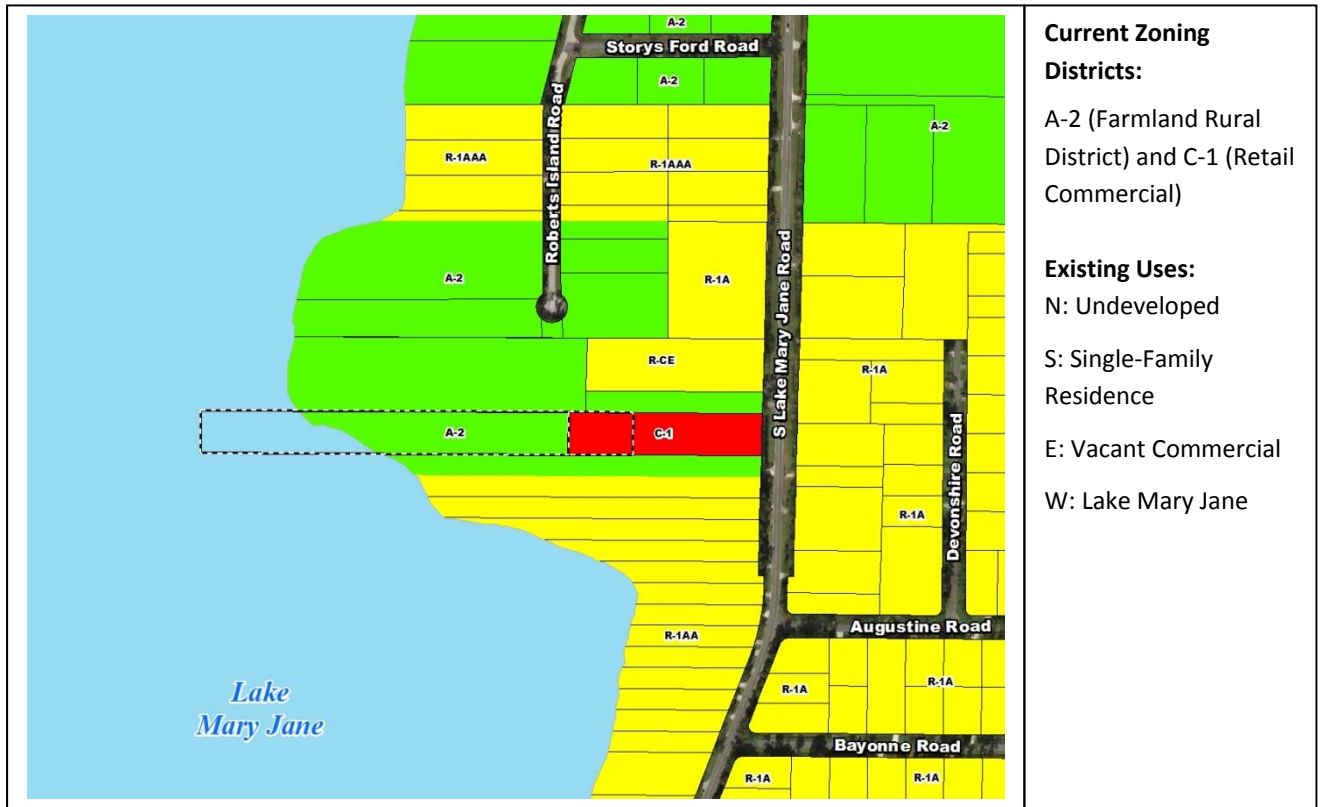 A-2
Storys Ford Road
A-2
A-2
Roberts Island Road
R-1AAA
R-1AAA
A-2
R-1A
S Lake Mary Jane Road
R-CE
R-1A
A-2
C-1
R-1A
Devonshire Road
Augustine Road
R-1AA
R-1A
R-1A
Lake
Mary Jane
Bayonne Road
R-1A
R-1A
Current Zoning
Districts:
A-2 (Farmland Rural
District) and C-1 (Retail
Commercial)
Existing Uses:
N: Undeveloped
S: Single-Family
Residence
E: Vacant Commercial
W: Lake Mary Jane